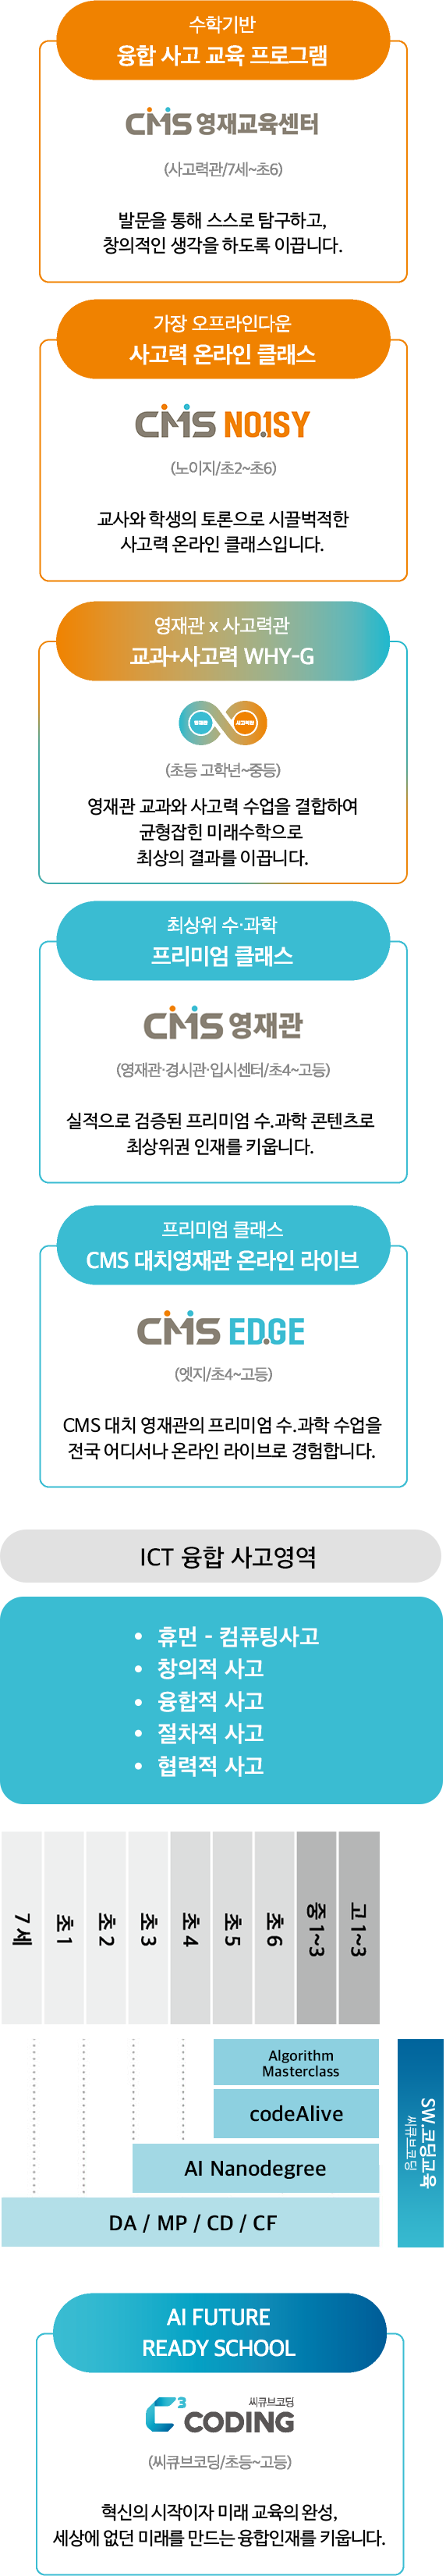 수학기반
융합 사고 교육 프로그램
CMS 영재교육센터
(사고력관/7세~초6)
발문을 통해 스스로 탐구하고,
창의적인 생각을 하도록 이끕니다.
가장 오프라인다운
사고력 온라인 클래스
CMS NO.1SY
(노이지/초2~초6)
교사와 학생의 토론으로 시끌벅적한
사고력 온라인 클래스입니다.
영재관 x 사고력관
교과+사고력 WHY-G
영재관 사고력관
(초등 고학년~중등)
영재관 교과와 사고력 수업을 결합하여
균형잡힌 미래수학으로
최상의 결과를 이끕니다.
최상위 수·과학
프리미엄 클래스
CMS 영재관
(영재관·경시관·입시센터/초4~고등)
실적으로 검증된 프리미엄 수.과학 콘텐츠로
최상위권 인재를 키웁니다.
프리미엄 클래스
CMS 대치영재관 온라인 라이브
CMS ED.GE
(엣지/초4~고등)
CMS 대치 영재관의 프리미엄 수.과학 수업을
전국 어디서나 온라인 라이브로 경험합니다.
ICT 융합 사고영역
• 휴먼 - 컴퓨팅사고
• 창의적 사고
• 융합적 사고
• 절차적 사고
• 협력적 사고
7세
초1
초2
초3
초4
초5
초6
중1~3
고1~3
Algorithm
Masterclass
codeAlive
AI Nanodegree
DA / MP / CD / CF
SW.코딩교육
씨큐브코딩
AI FUTURE
READY SCHOOL
씨큐브코딩
C3 CODING
(씨큐브코딩/초등~고등)
혁신의 시작이자 미래 교육의 완성,
세상에 없던 미래를 만드는 융합인재를 키웁니다.